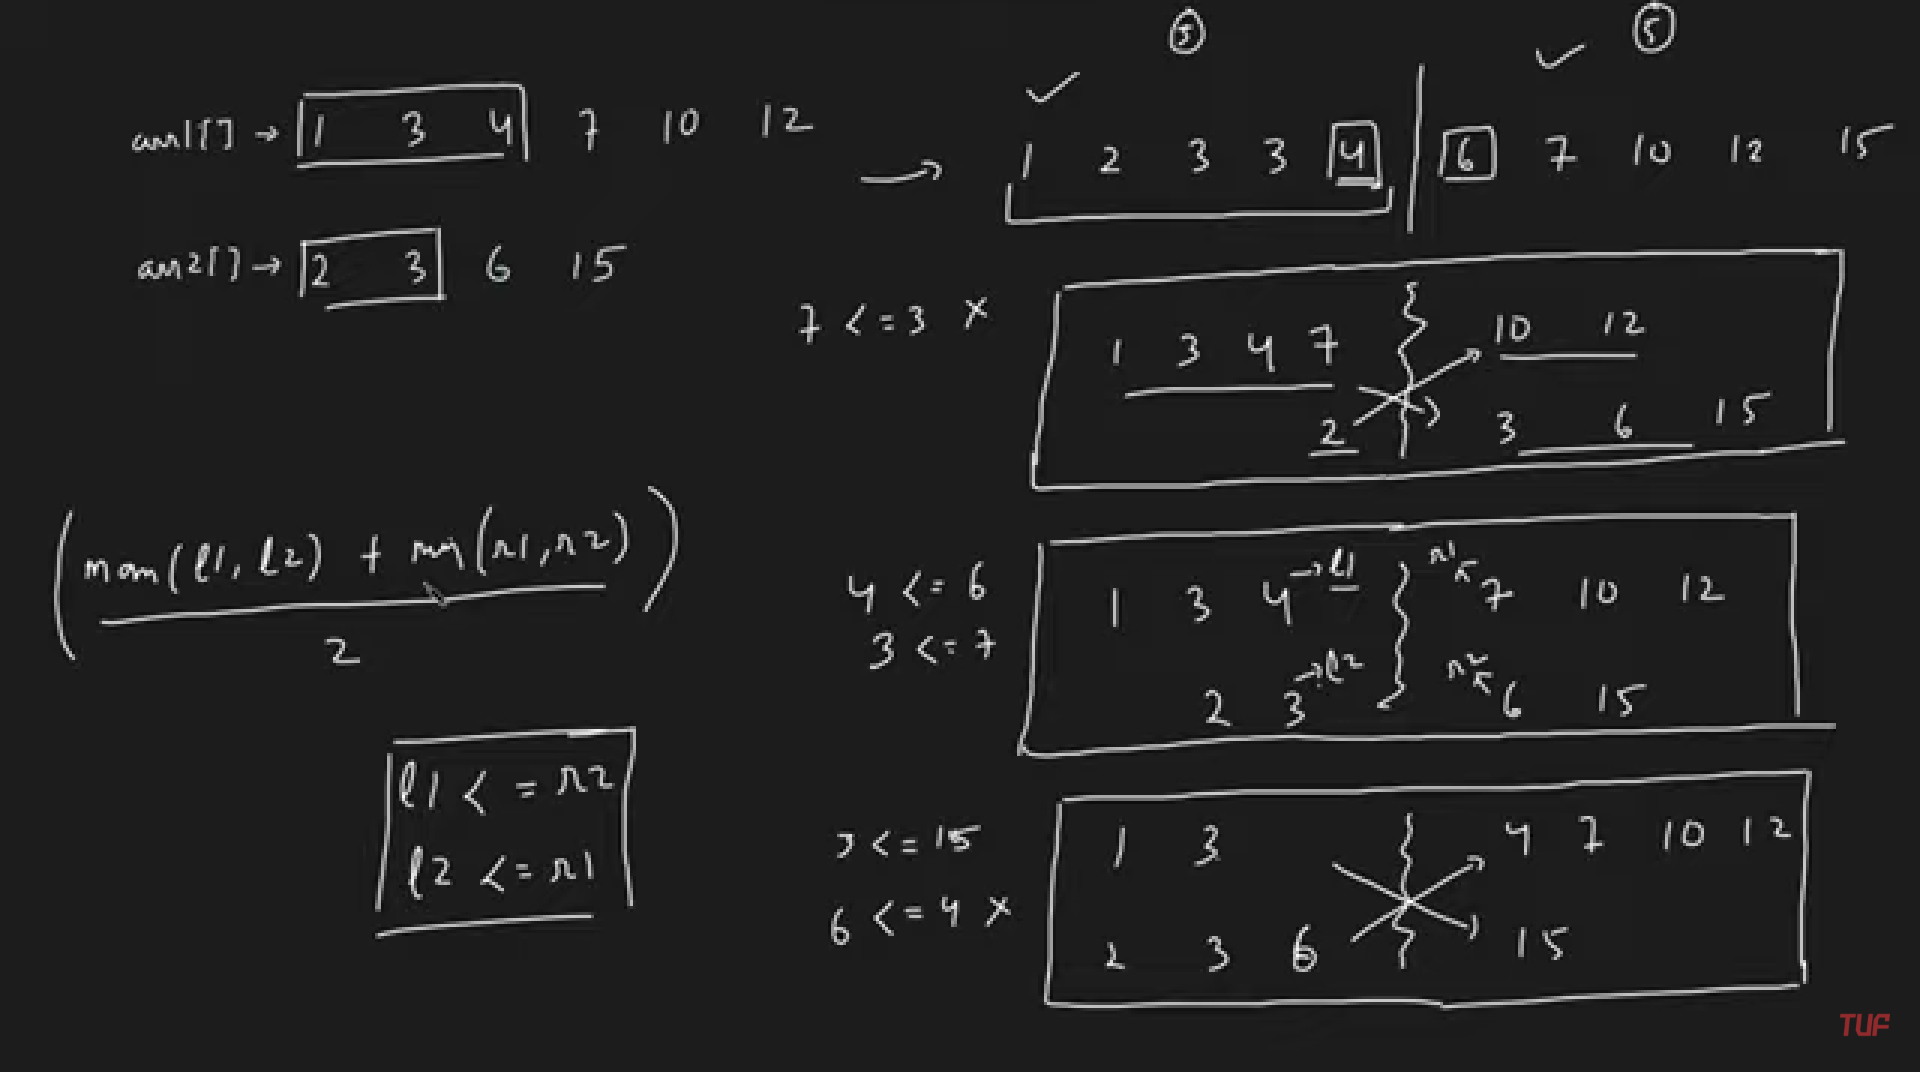 5 5
arr1[] → 1 3 4 7 10 12
→ 1 2 3 3 4 | 6 7 10 12 15
arr2[] → 2 3 6 15
7 <= 3 x
1 3 4 7 10 12
2 3 6 15
(max(l1, l2) + min(r1, r2))
2
4 <= 6
3 <= 7
1 3 4 → l1 r1 7 10 12
2 3 → l2 r2 6 15
l1 <= r2
l2 <= r1
3 <= 15
6 <= 4 x
1 3 4 7 10 12
2 3 6 15
TUF